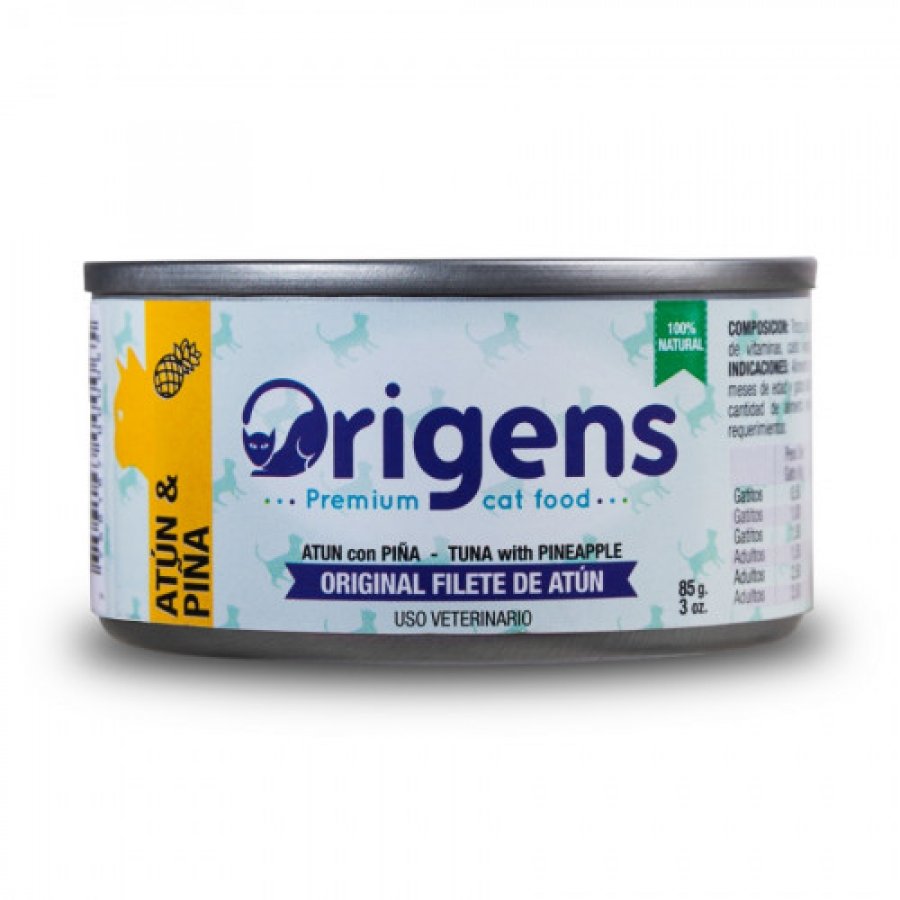 ATÚN &
PIÑA
Origens
Premium cat food
ATUN con PIÑA - TUNA with PINEAPPLE
ORIGINAL FILETE DE ATÚN
USO VETERINARIO
100%
NATURAL
85 g.
3 oz.
COMPOSICION:
de vitaminas,
INDICACIONES:
meses de edad y
cantidad de
requerimientos
Gatitos
Gatitos
Gatitos
Adultos
Adultos
Adultos